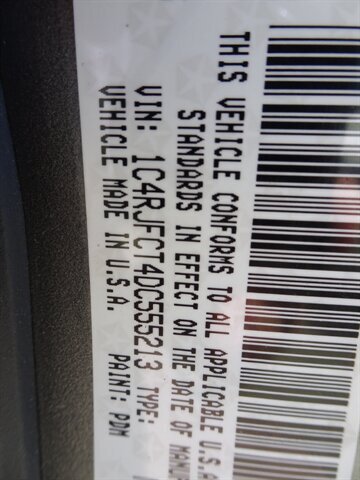 THIS VEHICLE CONFORMS TO ALL APPLICABLE U.S.A
STANDARDS IN EFFECT ON THE DATE OF MANU
VIN: 1C4RJFCT4DC555213 TYPE:
VEHICLE MADE IN U.S.A. PAINT: PDM